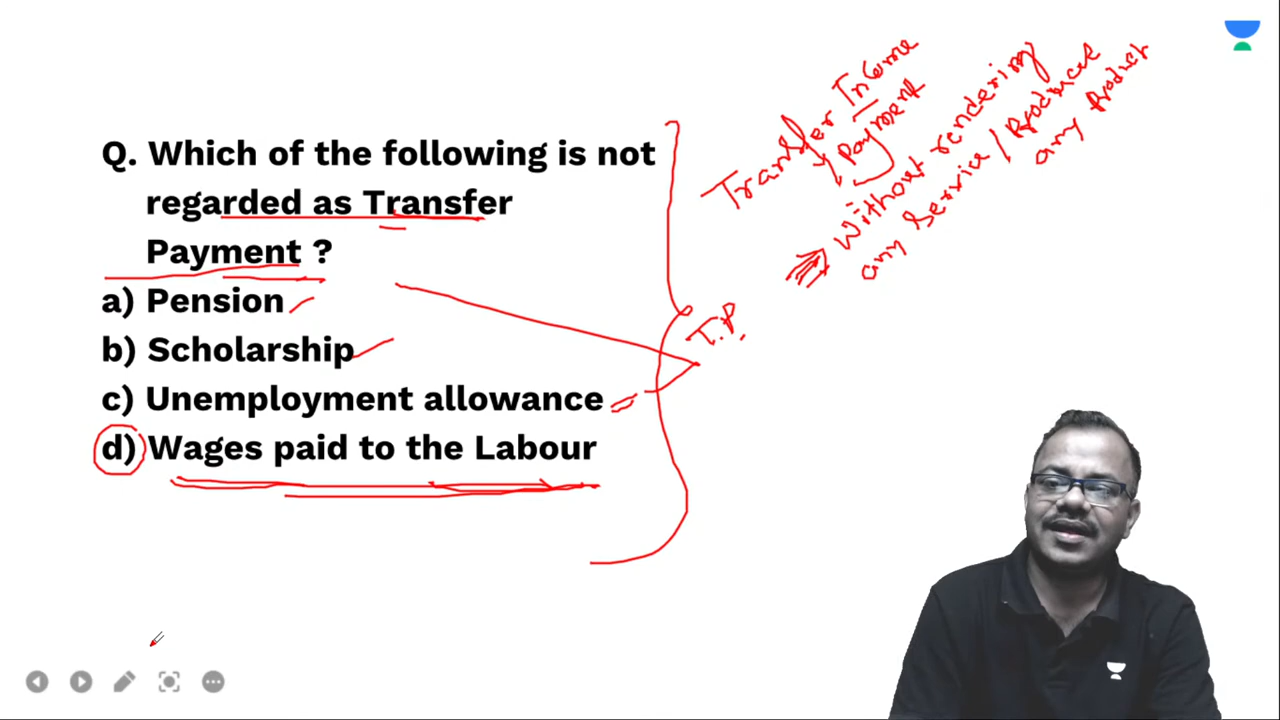 Q. Which of the following is not
regarded as Transfer
Payment ?
a) Pension
b) Scholarship
c) Unemployment allowance
d) Wages paid to the Labour
Transfer Income
Payment
Without rendering
any Service / Produce
any Product
T.P.